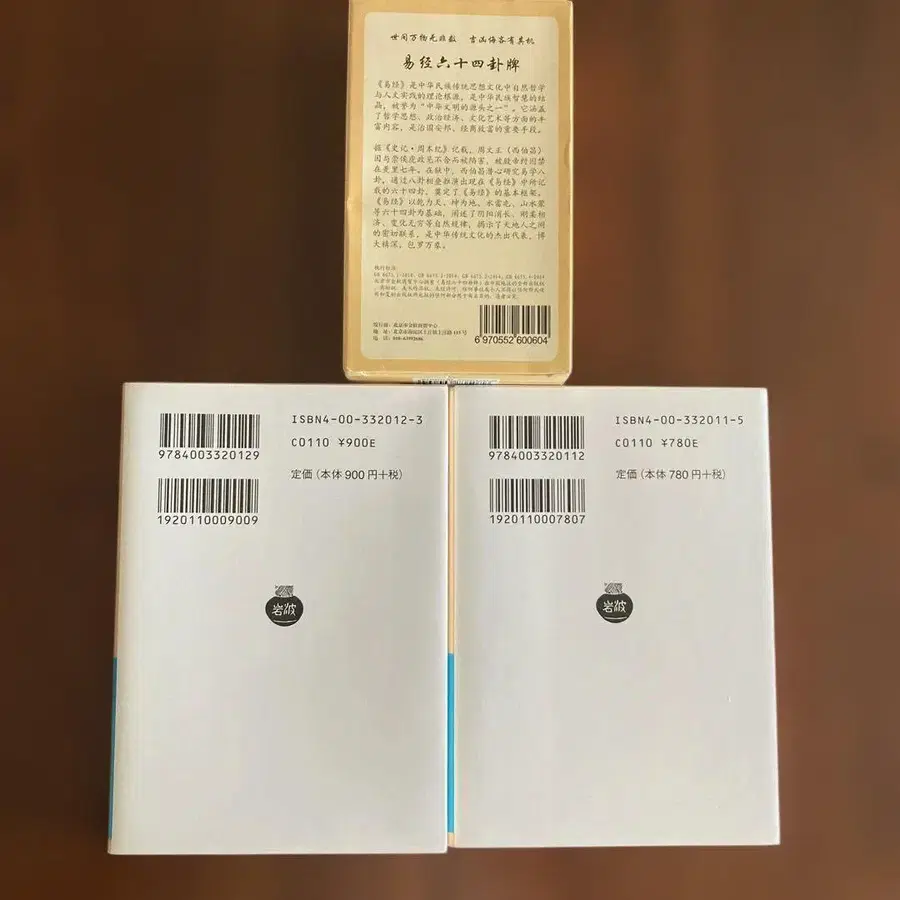 世间万物无非数 吉凶悔吝有其机
易经六十四卦牌
《易经》是中华民族传统思想文化中自然哲学
与人文实践的理论根源，是中华民族智慧的结
晶，被誉为“中华文明的源头之一”。它涵盖
了哲学思想、政治经济、文化艺术等方面的丰
富内容，是治国安邦、经商致富的重要手段。
据《史记·周本纪》记载，周文王（西伯昌）
因与崇侯虎政见不合而被陷害，被殷帝纣囚禁
在羑里七年。在狱中，西伯昌潜心研究易学八
卦，通过八卦相叠推演出现在《易经》中所记
载的六十四卦，奠定了《易经》的基本框架。
《易经》以乾为天、坤为地、水雷屯、山水蒙
等六十四卦为基础，阐述了阴阳消长、刚柔相
济、变化无穷等自然规律，揭示了天地人之间
的密切联系，是中华传统文化的杰出代表，博
大精深，包罗万象。
执行标准：
6 970552 600604
ISBN4-00-332012-3
C0110 ¥900E
9784003320129
定価（本体 900 円＋税）
1920110009009
岩波
ISBN4-00-332011-5
C0110 ¥780E
9784003320112
定価（本体 780 円＋税）
1920110007807
岩波